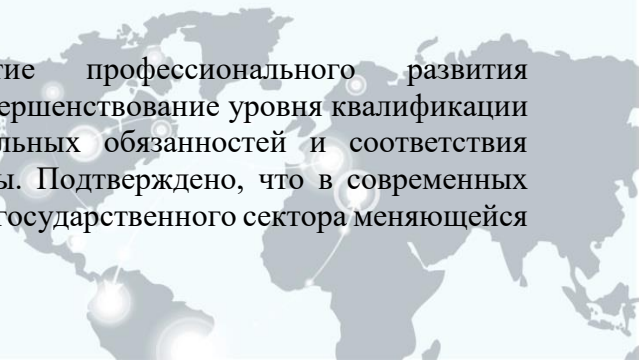 тие профессионального развития
ершенствование уровня квалификации
льных обязанностей и соответствия
ы. Подтверждено, что в современных
государственного сектора меняющейся